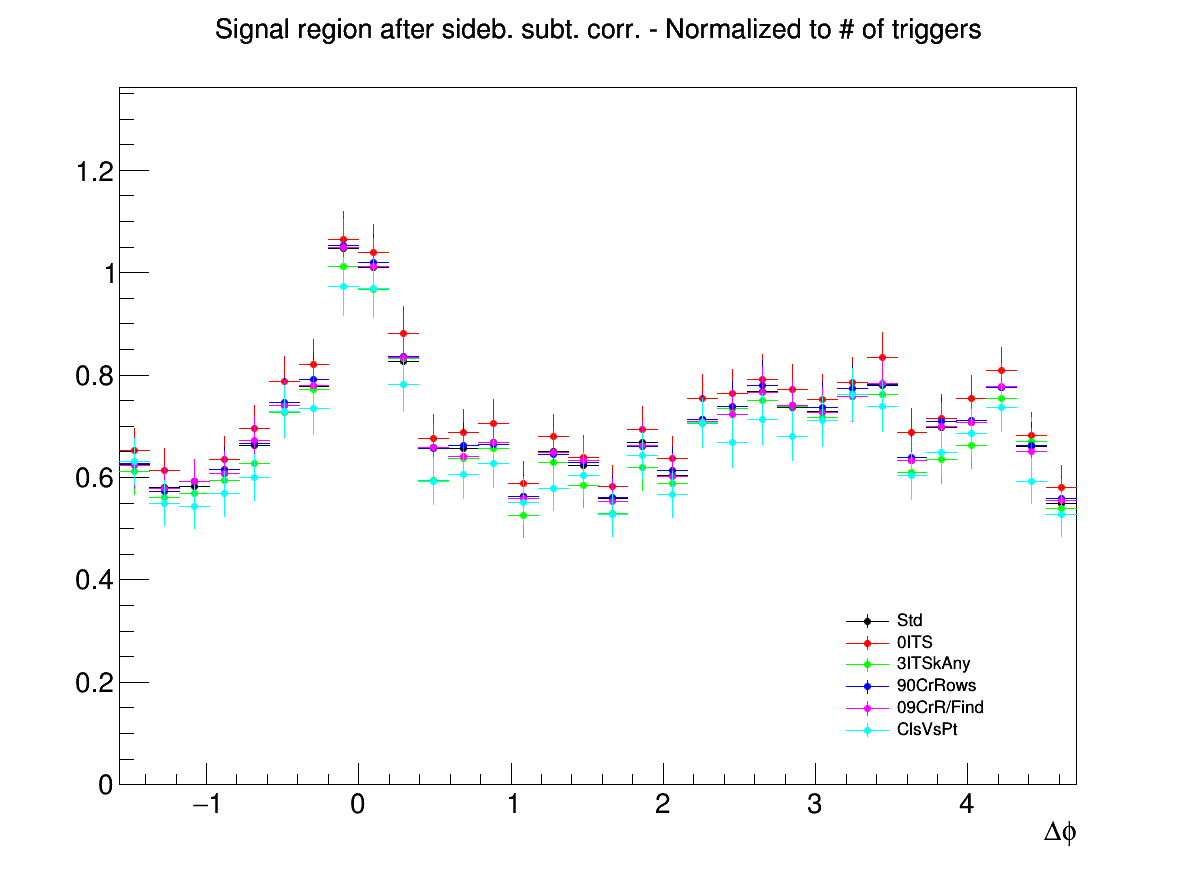 Signal region after sideb. subt. corr. - Normalized to # of triggers
1.2
1
0.8
0.6
0.4
0.2
0
−1 0 1 2 3 4
Δϕ
Std
0ITS
3ITSkAny
90CrRows
09CrR/Find
ClsVsPt